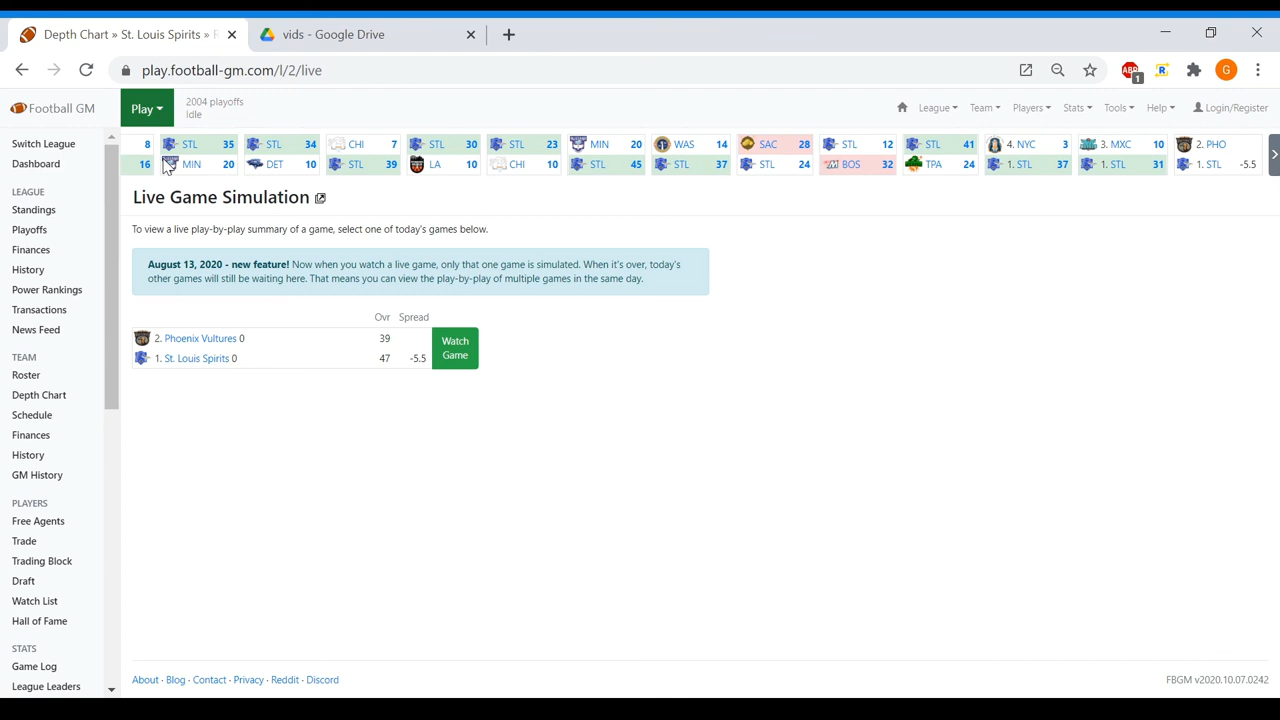 Depth Chart » St. Louis Spirits » R
vids - Google Drive
play.football-gm.com/l/2/live
ABP
1
G
Football GM
Play
2004 playoffs
Idle
League
Team
Players
Stats
Tools
Help
Login/Register
8
16
STL 35
MIN 20
STL 34
DET 10
CHI 7
STL 39
STL 30
LA 10
STL 23
CHI 10
MIN 20
STL 45
WAS 14
STL 37
SAC 28
STL 24
STL 12
BOS 32
STL 41
TPA 24
4. NYC 3
1. STL 37
3. MXC 10
1. STL 31
2. PHO
1. STL -5.5
Switch League
Dashboard
LEAGUE
Standings
Playoffs
Finances
History
Power Rankings
Transactions
News Feed
TEAM
Roster
Depth Chart
Schedule
Finances
History
GM History
PLAYERS
Free Agents
Trade
Trading Block
Draft
Watch List
Hall of Fame
STATS
Game Log
League Leaders
Live Game Simulation
To view a live play-by-play summary of a game, select one of today's games below.
August 13, 2020 - new feature! Now when you watch a live game, only that one game is simulated. When it's over, today's
other games will still be waiting here. That means you can view the play-by-play of multiple games in the same day.
Ovr Spread
2. Phoenix Vultures 0 39
1. St. Louis Spirits 0 47 -5.5
Watch
Game
About · Blog · Contact · Privacy · Reddit · Discord
FBGM v2020.10.07.0242